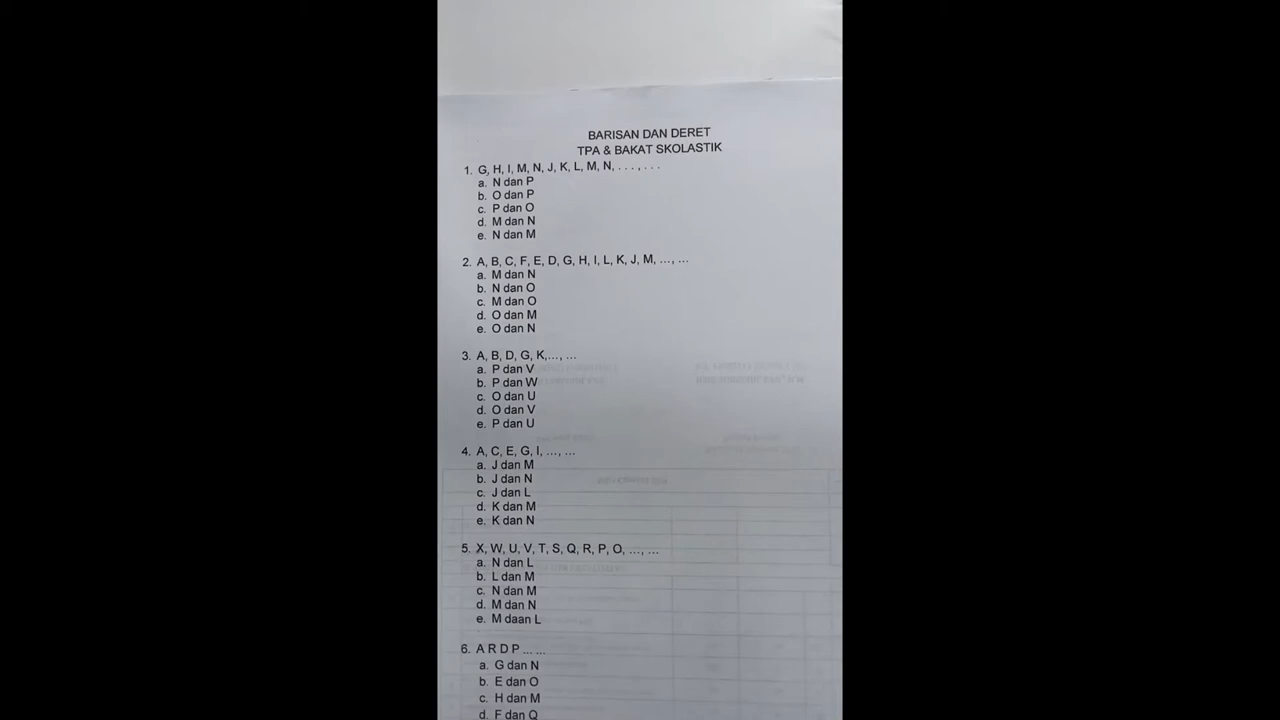 BARISAN DAN DERET
TPA & BAKAT SKOLASTIK
1. G, H, I, M, N, J, K, L, M, N, . . . , . . .
a. N dan P
b. O dan P
c. P dan O
d. M dan N
e. N dan M
2. A, B, C, F, E, D, G, H, I, L, K, J, M, ..., ...
a. M dan N
b. N dan O
c. M dan O
d. O dan M
e. O dan N
3. A, B, D, G, K,..., ...
a. P dan V
b. P dan W
c. O dan U
d. O dan V
e. P dan U
4. A, C, E, G, I, ..., ...
a. J dan M
b. J dan N
c. J dan L
d. K dan M
e. K dan N
5. X, W, U, V, T, S, Q, R, P, O, ..., ...
a. N dan L
b. L dan M
c. N dan M
d. M dan N
e. M daan L
6. A R D P ... ...
a. G dan N
b. E dan O
c. H dan M
d. F dan Q